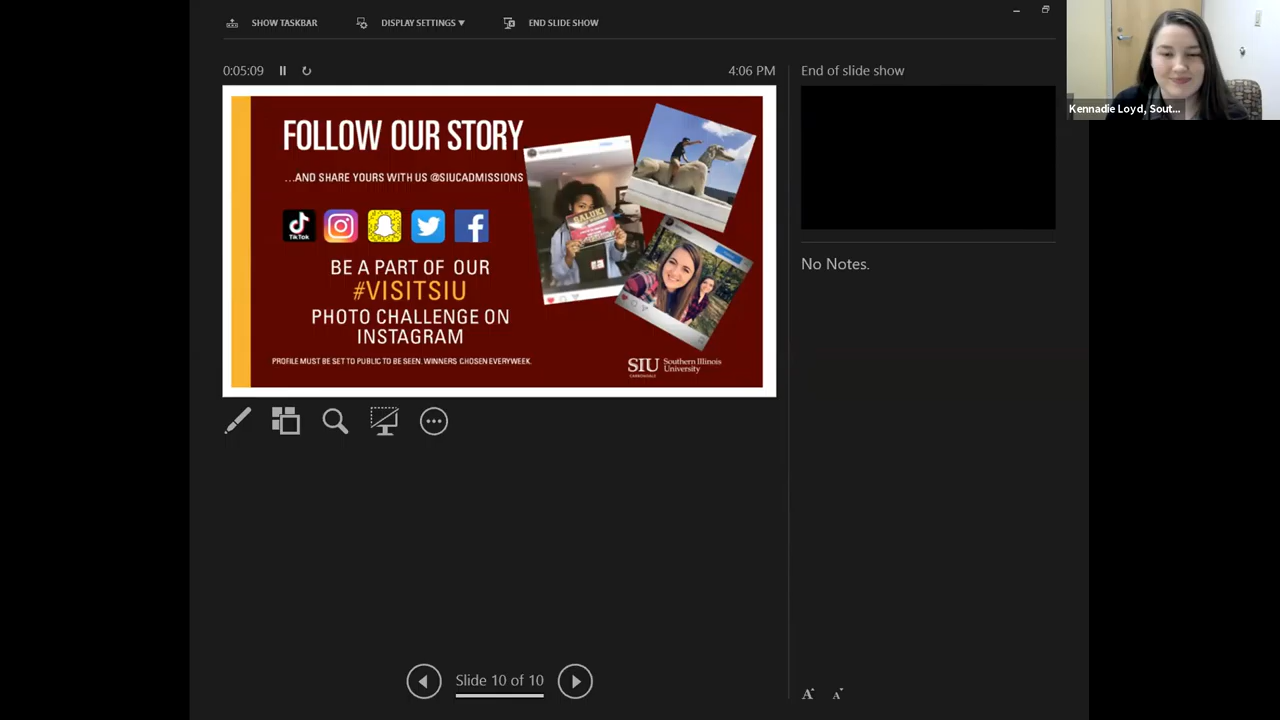 SHOW TASKBAR
DISPLAY SETTINGS
END SLIDE SHOW
0:05:09
4:06 PM
End of slide show
Kennadie Loyd, Sout...
FOLLOW OUR STORY
...AND SHARE YOURS WITH US @SIUCADMISSIONS
TikTok
BE A PART OF OUR
#VISITSIU
PHOTO CHALLENGE ON
INSTAGRAM
PROFILE MUST BE SET TO PUBLIC TO BE SEEN. WINNERS CHOSEN EVERYWEEK.
SALUKI
SIU Southern Illinois
University
CARBONDALE
No Notes.
Slide 10 of 10
A A